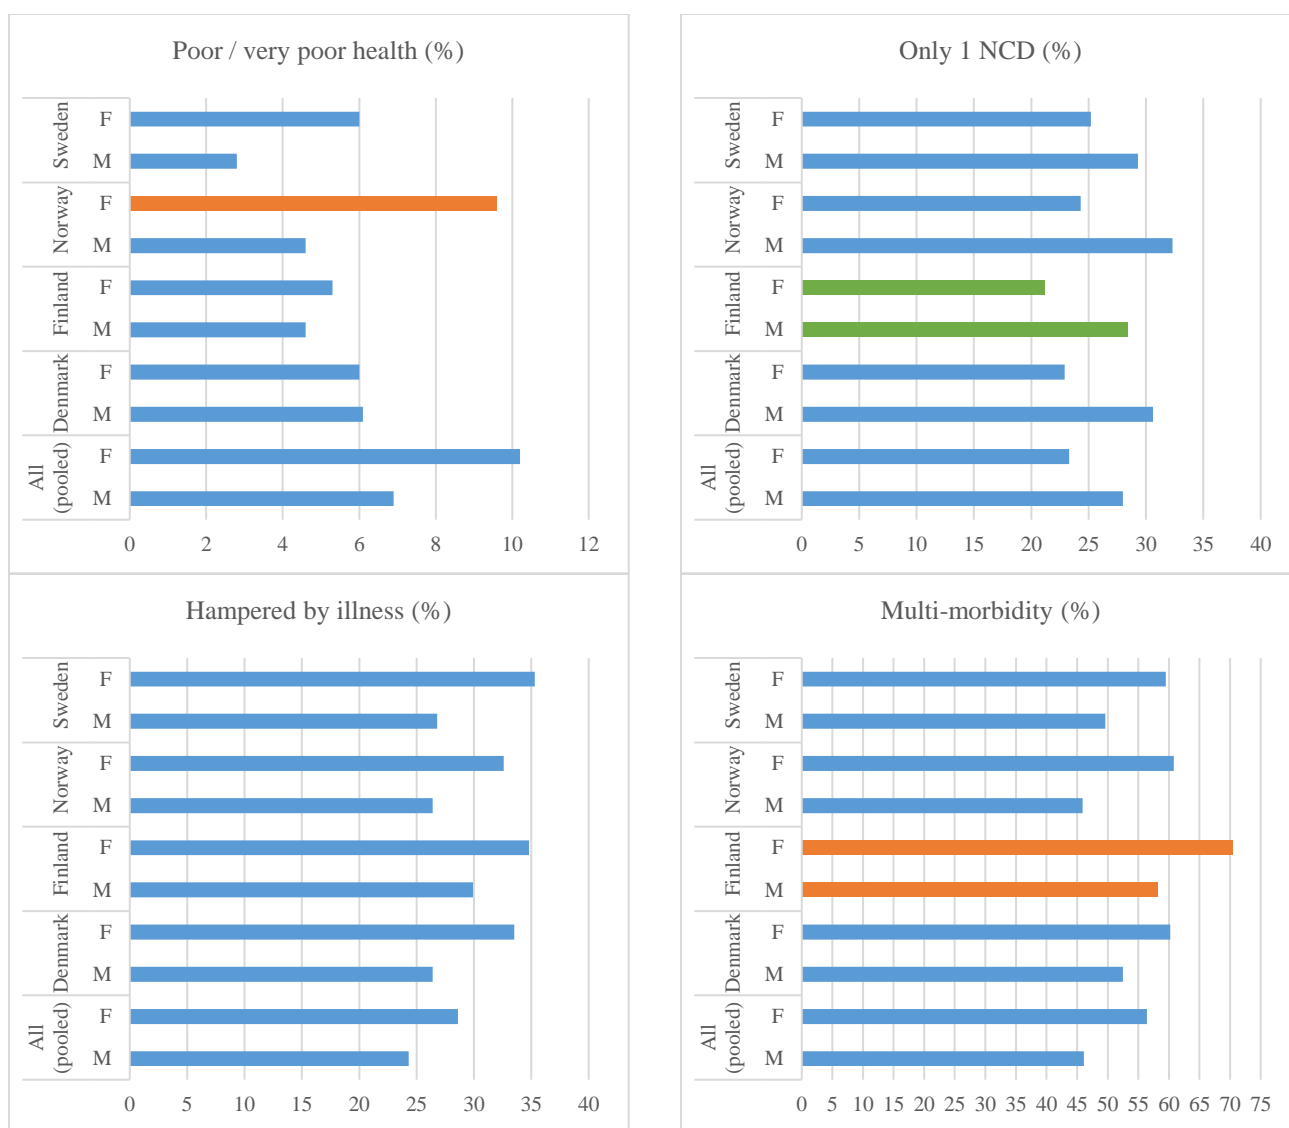 Poor / very poor health (%)
Sweden
F
M
Norway
F
M
Finland
F
M
Denmark
F
M
All
(pooled)
F
M
0 2 4 6 8 10 12
Only 1 NCD (%)
Sweden
F
M
Norway
F
M
Finland
F
M
Denmark
F
M
All
(pooled)
F
M
0 5 10 15 20 25 30 35 40
Hampered by illness (%)
Sweden
F
M
Norway
F
M
Finland
F
M
Denmark
F
M
All
(pooled)
F
M
0 5 10 15 20 25 30 35 40
Multi-morbidity (%)
Sweden
F
M
Norway
F
M
Finland
F
M
Denmark
F
M
All
(pooled)
F
M
0 5 10 15 20 25 30 35 40 45 50 55 60 65 70 75